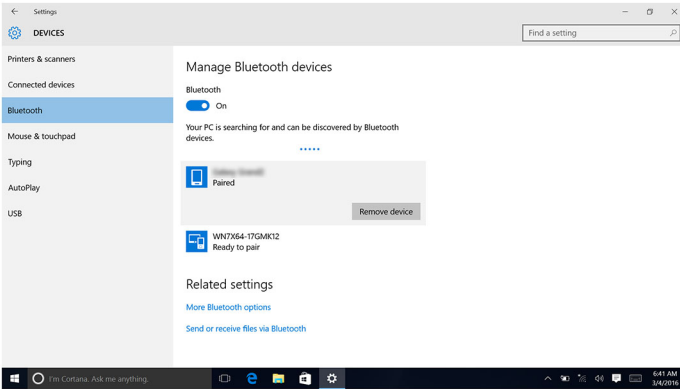 Settings
DEVICES
Find a setting
Printers & scanners
Connected devices
Bluetooth
Mouse & touchpad
Typing
AutoPlay
USB
Manage Bluetooth devices
Bluetooth
On
Your PC is searching for and can be discovered by Bluetooth
devices.
Paired
Remove device
WN7X64-17GMK12
Ready to pair
Related settings
More Bluetooth options
Send or receive files via Bluetooth
I'm Cortana. Ask me anything.
6:41 AM
3/4/2016